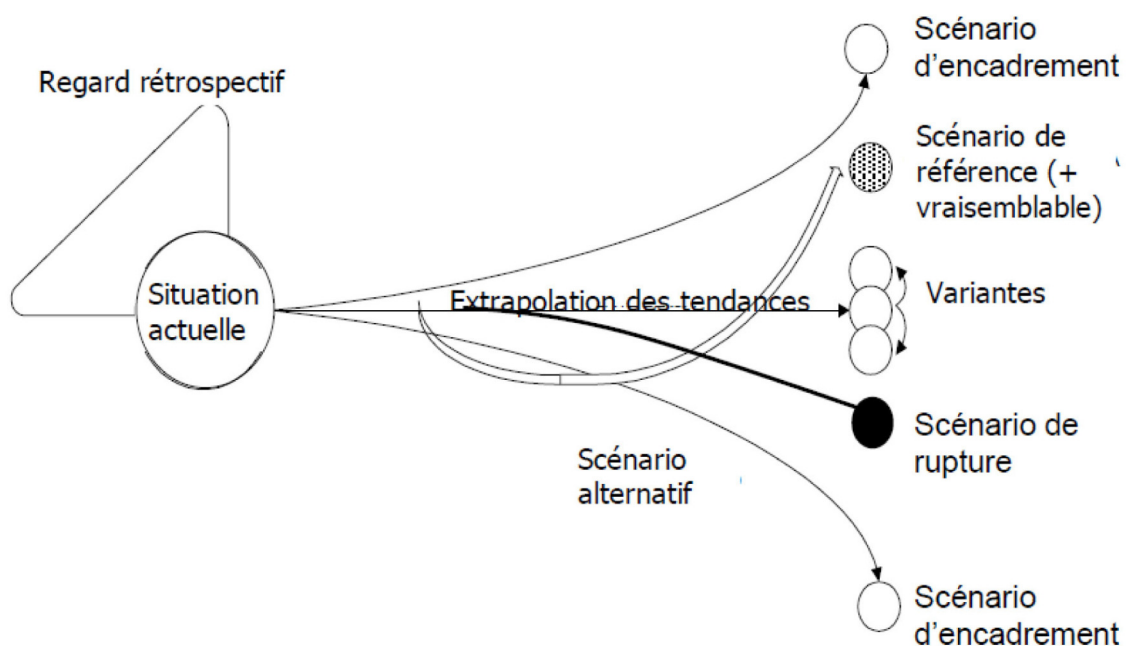 Scénario
d'encadrement
Regard rétrospectif
Scénario de
référence (+
vraisemblable)
Situation
actuelle
Extrapolation des tendances
Variantes
Scénario de
rupture
Scénario
alternatif
Scénario
d'encadrement